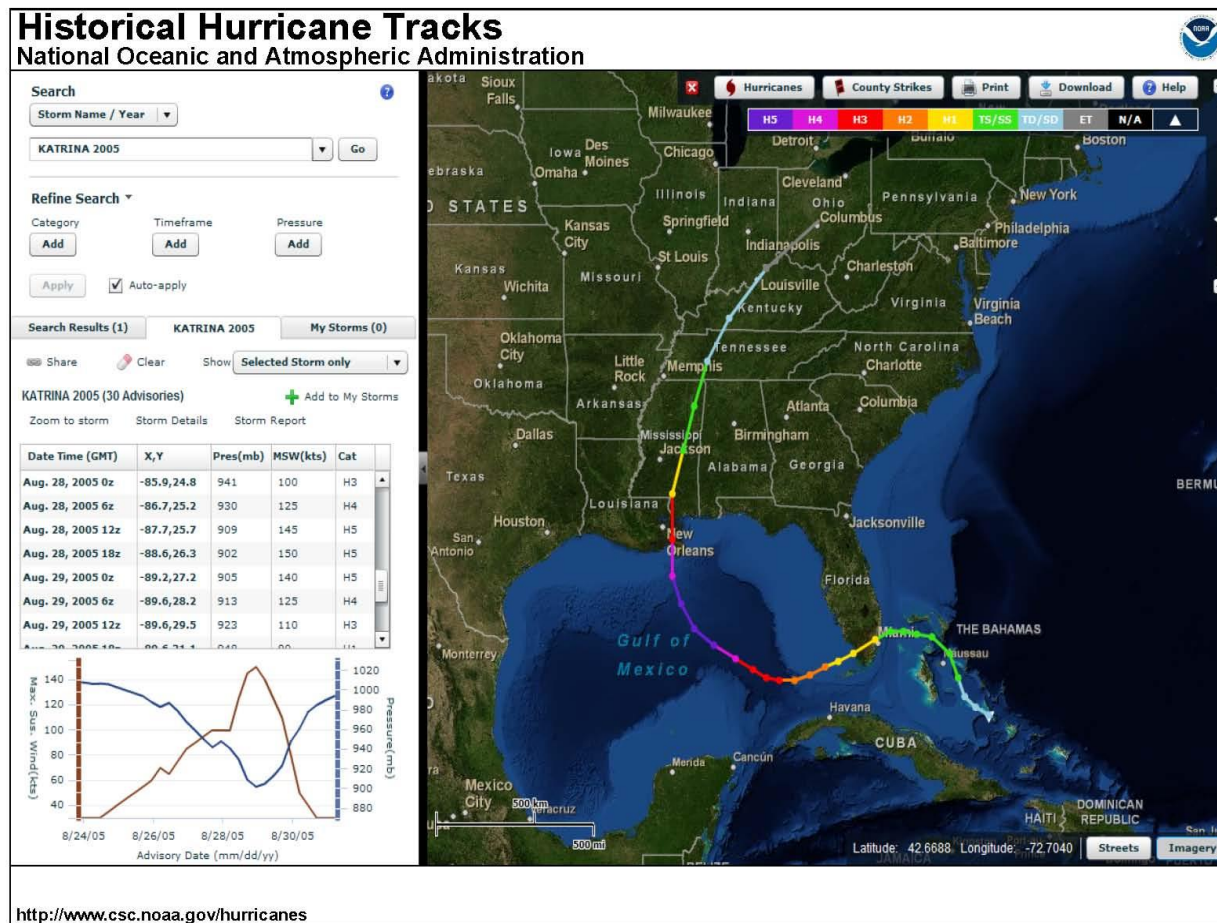 Historical Hurricane Tracks
National Oceanic and Atmospheric Administration
NOAA
Search
?
Storm Name / Year
KATRINA 2005
Go
Refine Search
Category Timeframe Pressure
Add Add Add
Apply Auto-apply
Search Results (1) KATRINA 2005 My Storms (0)
Share Clear Show Selected Storm only
KATRINA 2005 (30 Advisories) Add to My Storms
Zoom to storm Storm Details Storm Report
Date Time (GMT) X,Y Pres(mb) MSW(kts) Cat
Aug. 28, 2005 0z -85.9,24.8 941 100 H3
Aug. 28, 2005 6z -86.7,25.2 930 125 H4
Aug. 28, 2005 12z -87.7,25.7 909 145 H5
Aug. 28, 2005 18z -88.6,26.3 902 150 H5
Aug. 29, 2005 0z -89.2,27.2 905 140 H5
Aug. 29, 2005 6z -89.6,28.2 913 125 H4
Aug. 29, 2005 12z -89.6,29.5 923 110 H3
Max. Sus. Wind(kts)
140
120
100
80
60
40
1020
1000
980
960
940
920
900
880
Pressure(mb)
8/24/05 8/26/05 8/28/05 8/30/05
Advisory Date (mm/dd/yy)
Hurricanes County Strikes Print Download ? Help
H5 H4 H3 H2 H1 TS/SS TD/SD ET N/A
akota
Sioux
Falls
Milwaukee
Detroit
Buffalo
Boston
Iowa
Des
Moines
Chicago
Cleveland
ebraska
Omaha
Illinois
Indiana
Ohio
Pennsylvania
New York
D STATES
Springfield
Columbus
Philadelphia
Kansas
City
Indianapolis
Baltimore
St Louis
Charleston
Kansas
Missouri
Louisville
Wichita
Kentucky
Virginia
Virginia
Beach
Oklahoma
City
Tennessee
North Carolina
Little
Rock
Memphis
Charlotte
Oklahoma
Arkansas
Atlanta
Columbia
Dallas
Mississippi
Birmingham
Jackson
Alabama
Georgia
Texas
BERMU
Louisiana
Houston
Jacksonville
San
Antonio
New
Orleans
Florida
Gulf of
Mexico
Miami
THE BAHAMAS
Nausau
Monterrey
Havana
CUBA
Merida
Cancún
Mexico
City
500 km
eracruz
500 mi
DOMINICAN
REPUBLIC
HAITI
JAMAICA
Latitude: 42.6688 Longitude: -72.7040 Streets Imagery
http://www.csc.noaa.gov/hurricanes